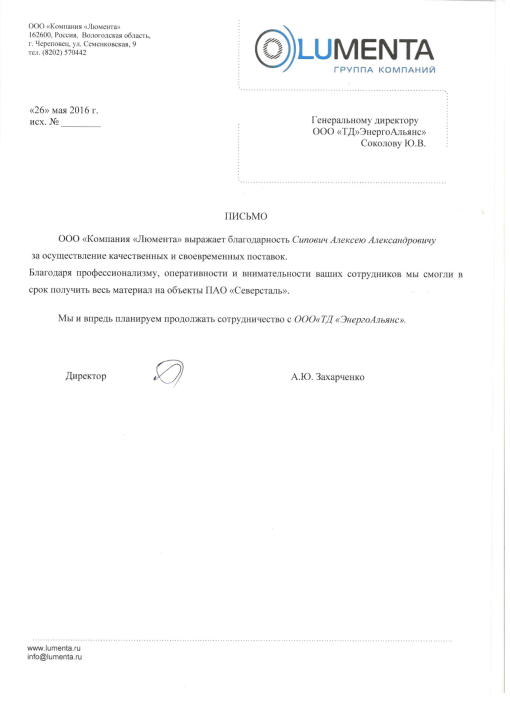 ООО «Компания «Люмента»
162600, Россия, Вологодская область,
г. Череповец, ул. Семенковская, 9
тел. (8202) 570442
LUMENTA
ГРУППА КОМПАНИЙ
«26» мая 2016 г.
исх. № ________
Генеральному директору
ООО «ТД»ЭнергоАльянс»
Соколову Ю.В.
ПИСЬМО
ООО «Компания «Люмента» выражает благодарность Сипович Алексею Александровичу
за осуществление качественных и своевременных поставок.
Благодаря профессионализму, оперативности и внимательности ваших сотрудников мы смогли в
срок получить весь материал на объекты ПАО «Северсталь».
Мы и впредь планируем продолжать сотрудничество с ООО«ТД «ЭнергоАльянс».
Директор А.Ю. Захарченко
www.lumenta.ru
info@lumenta.ru